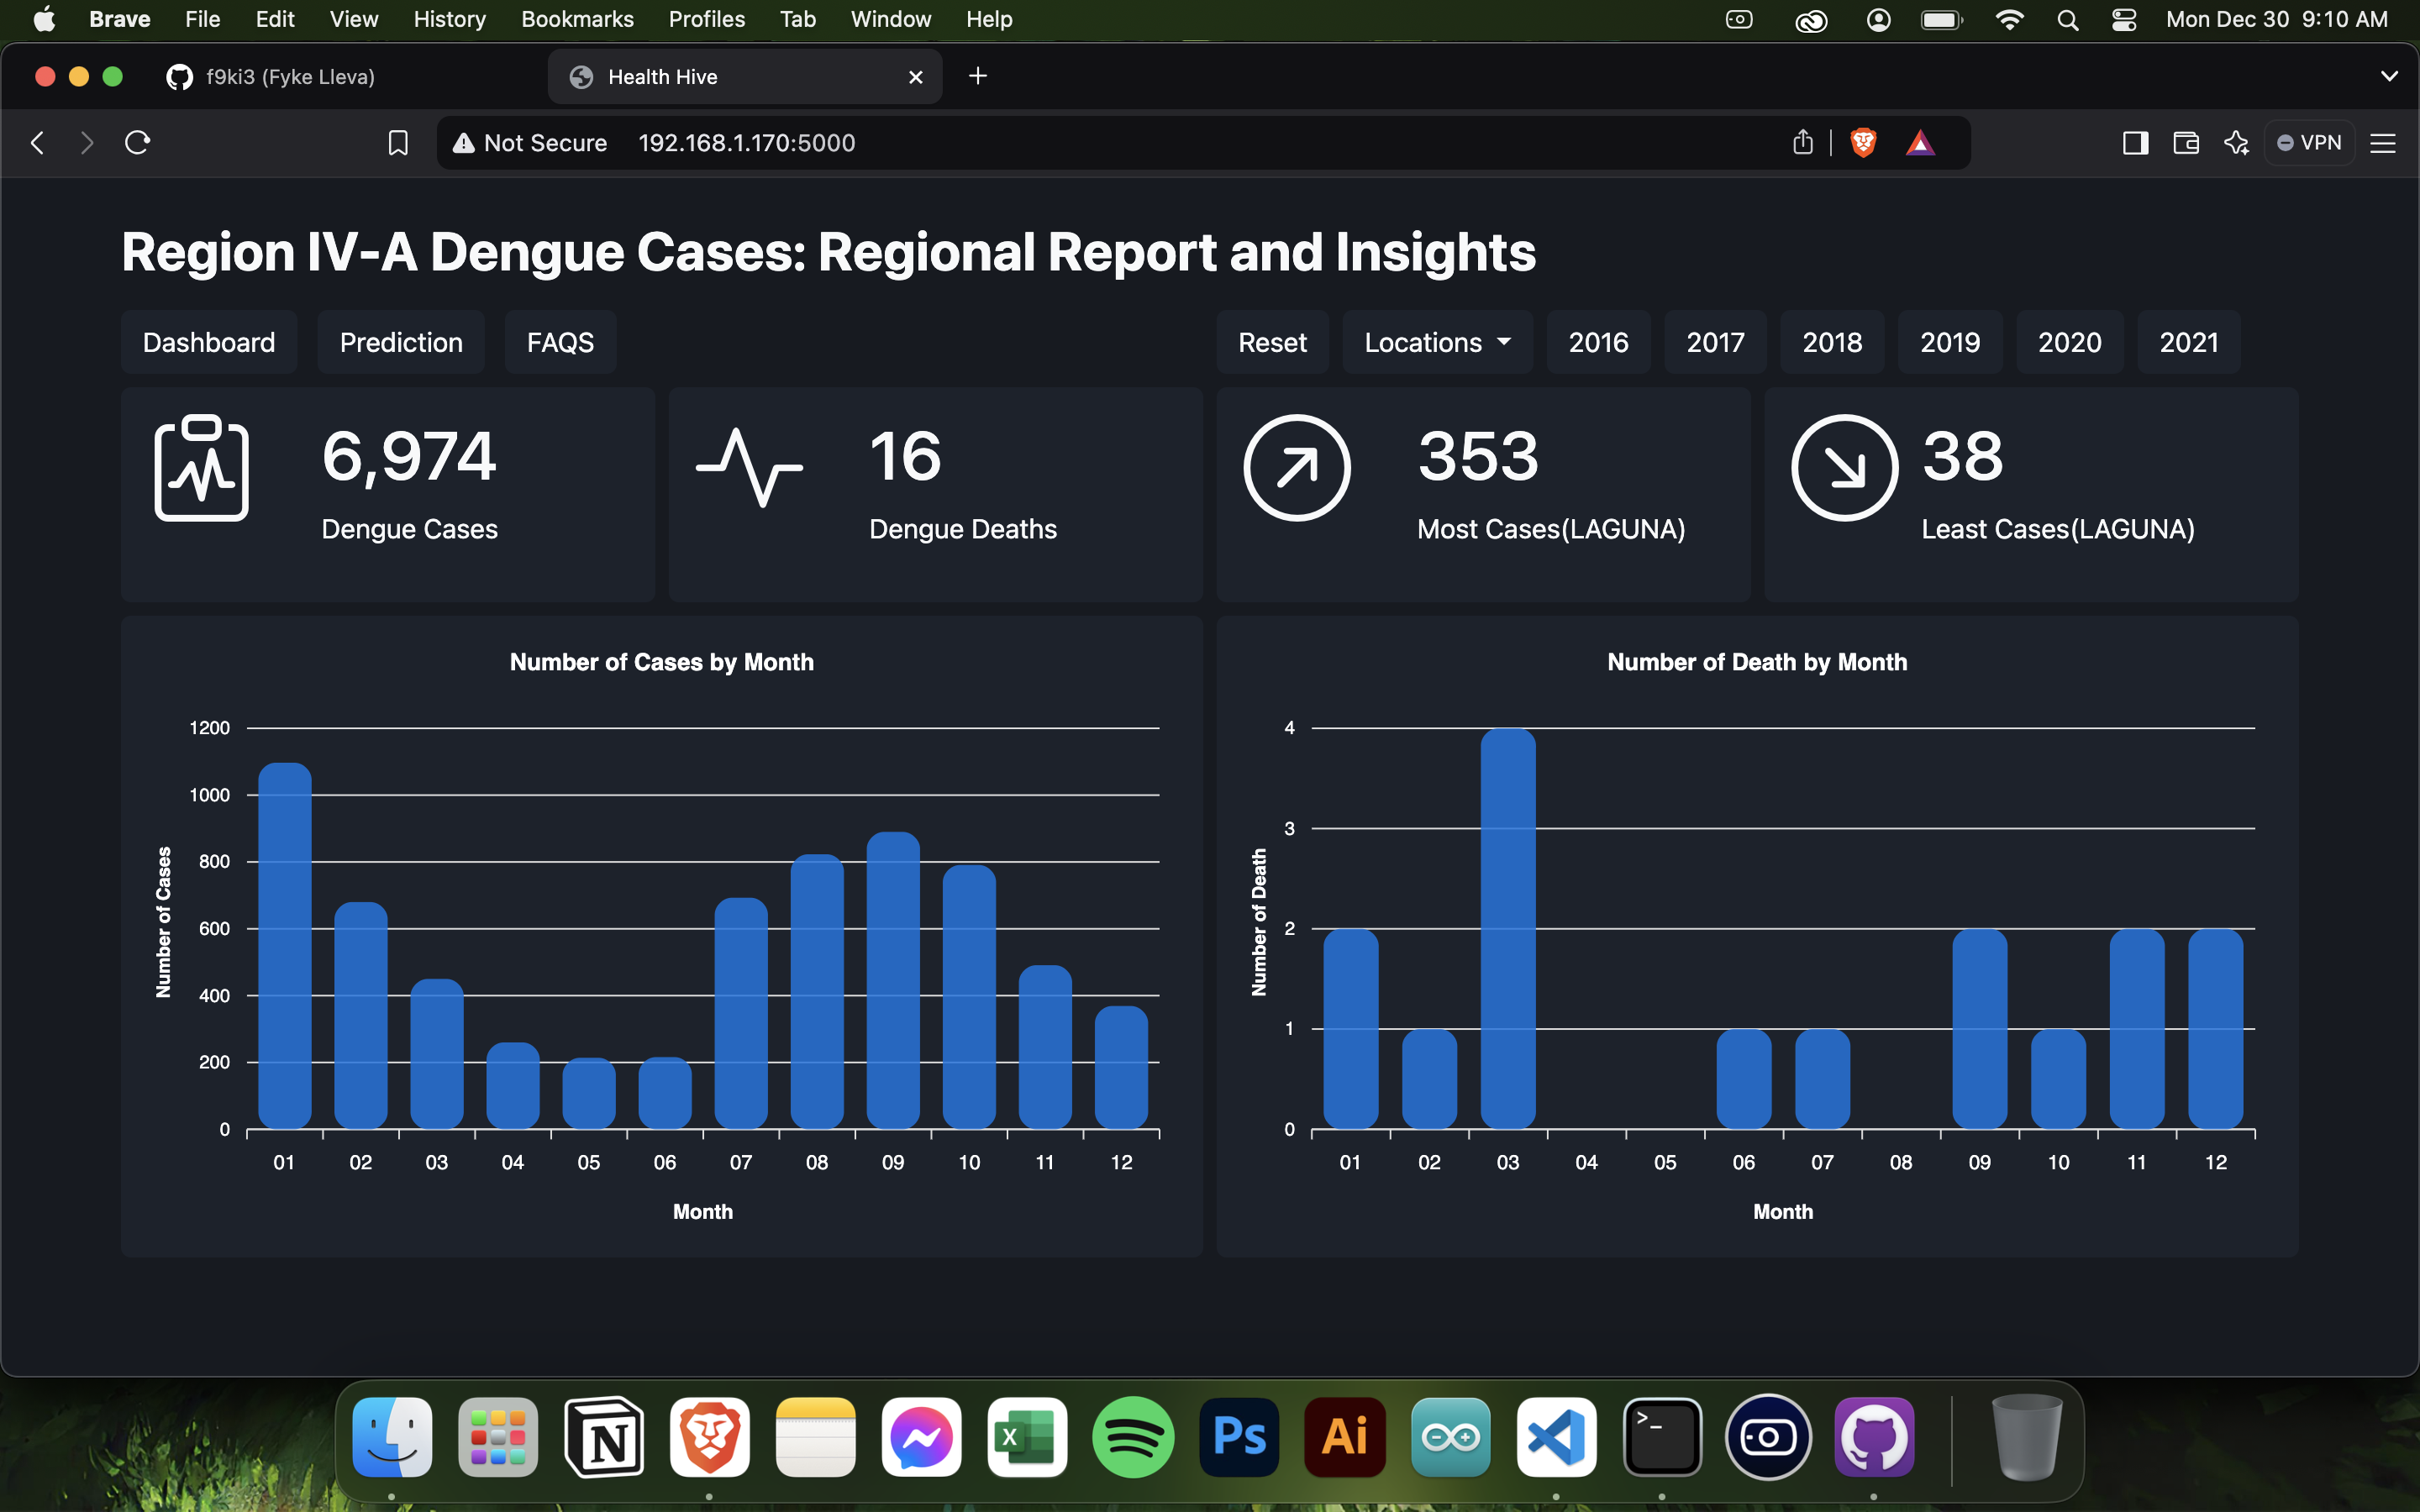 Brave File Edit View History Bookmarks Profiles Tab Window Help Mon Dec 30 9:10 AM
f9ki3 (Fyke Lleva) Health Hive
Not Secure 192.168.1.170:5000 VPN
Region IV-A Dengue Cases: Regional Report and Insights
Dashboard Prediction FAQS Reset Locations 2016 2017 2018 2019 2020 2021
6,974
Dengue Cases
16
Dengue Deaths
353
Most Cases(LAGUNA)
38
Least Cases(LAGUNA)
Number of Cases by Month
Number of Cases
1200
1000
800
600
400
200
0
01 02 03 04 05 06 07 08 09 10 11 12
Month
Number of Death by Month
Number of Death
4
3
2
1
0
01 02 03 04 05 06 07 08 09 10 11 12
Month
N X Ps Ai >_